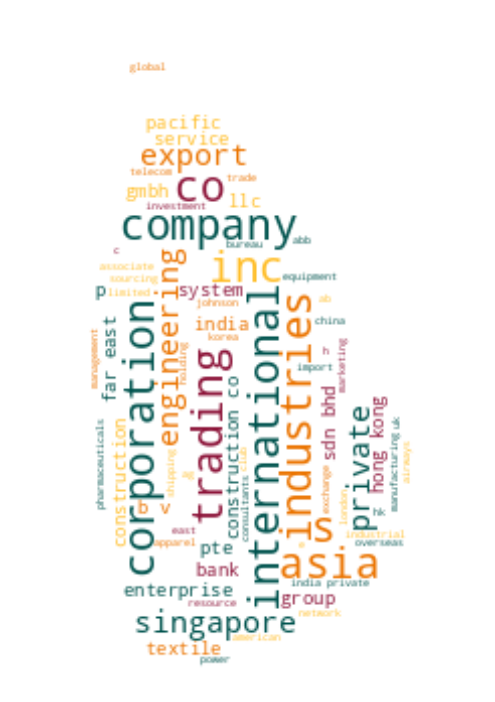 global
pacific
service
export
telecom
trade
co
gmbh
llc
investment
company
bureau
abb
c
engineering
inc
associate
sourcing
equipment
p
limited
system
johnson
ab
corporation
trading
international
industries
india
china
korea
far east
management
holding
import
r
marketing
sdn bhd
construction co
private
hong kong
pharmaceuticals
construction
shipping
club
consultants
exchange
london
hk
manufacturing
uk
airways
b v
s
east
apparel
industrial
overseas
pte
e
asia
bank
india private
enterprise
resource
group
network
singapore
american
textile
power